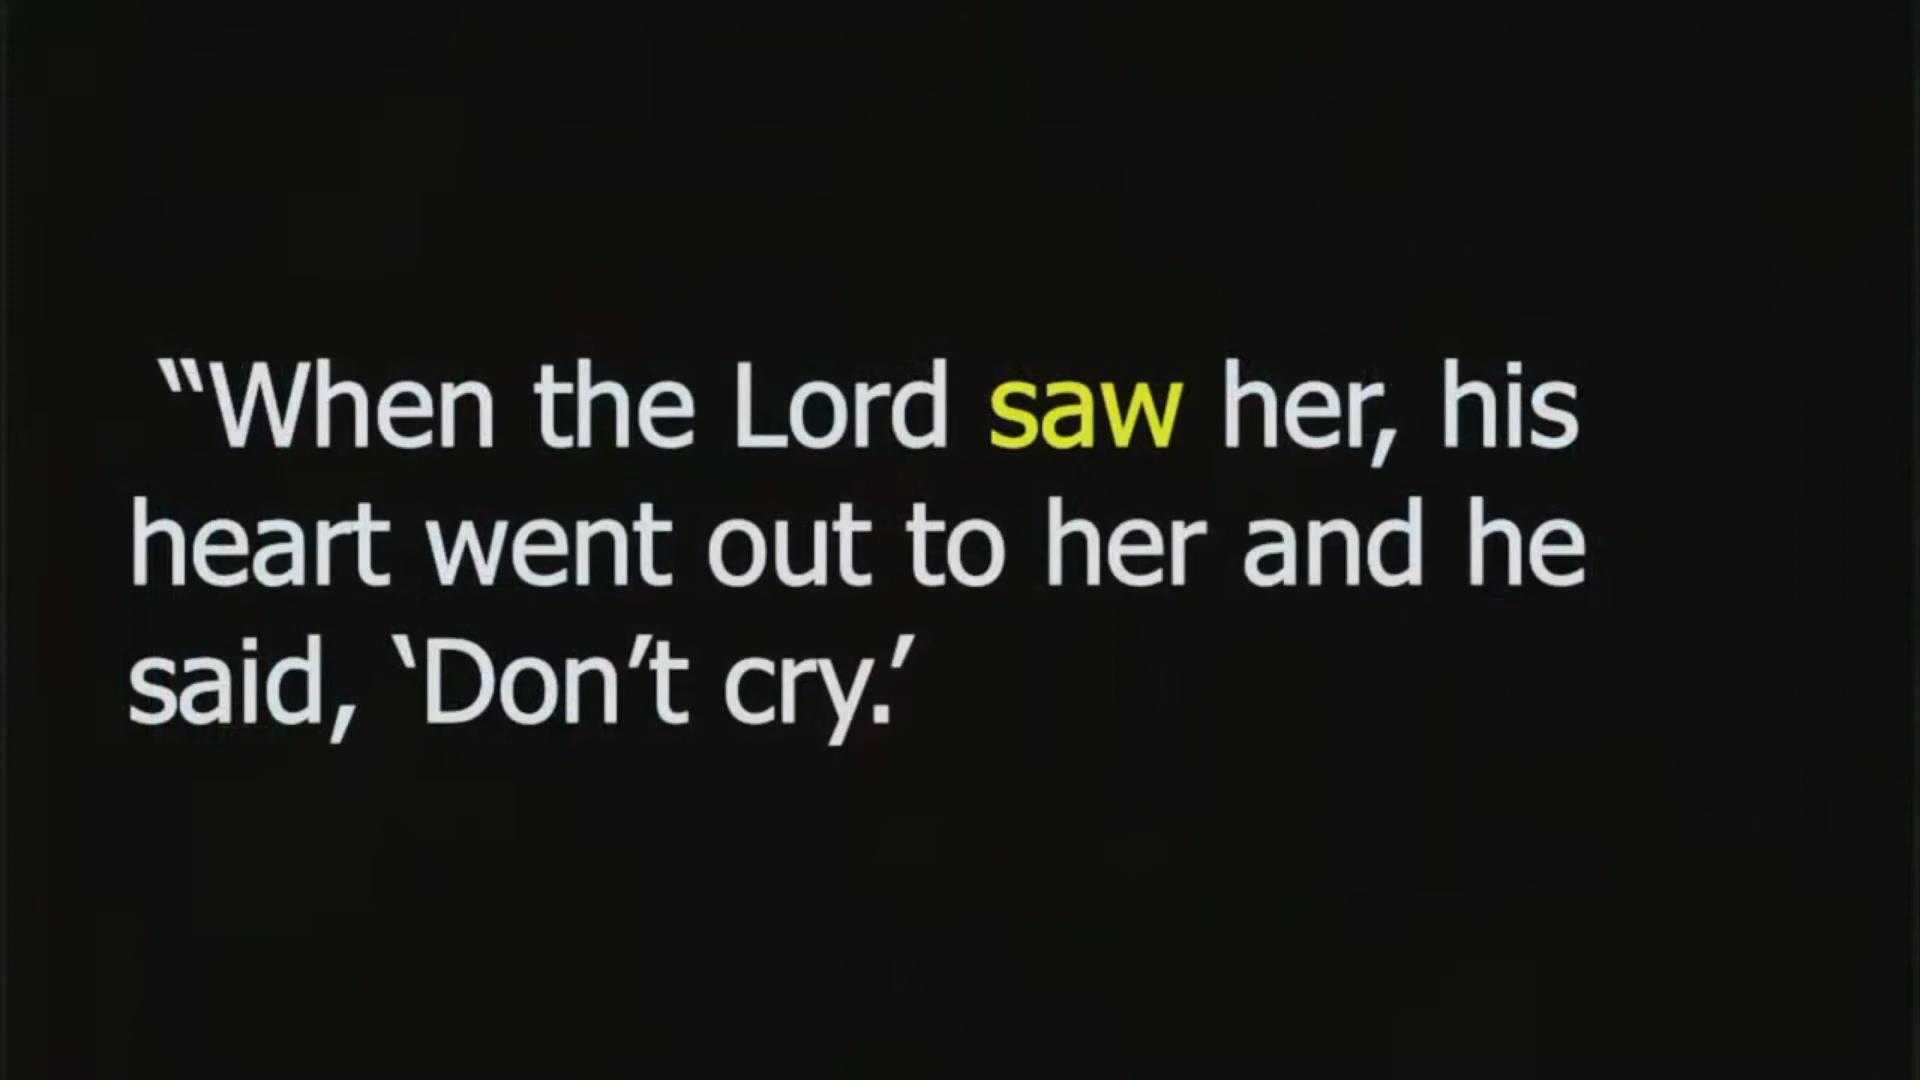 “When the Lord saw her, his
heart went out to her and he
said, ‘Don’t cry.’